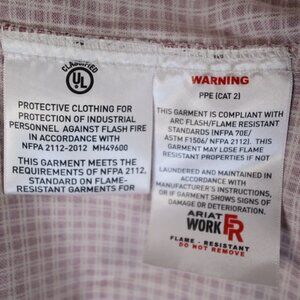 CLASSIFIED
UL
PROTECTIVE CLOTHING FOR
PROTECTION OF INDUSTRIAL
PERSONNEL AGAINST FLASH FIRE
IN ACCORDANCE WITH
NFPA 2112-2012 MH49600
THIS GARMENT MEETS THE
REQUIREMENTS OF NFPA 2112,
STANDARD ON FLAME-
RESISTANT GARMENTS FOR
WARNING
PPE (CAT 2)
THIS GARMENT IS COMPLIANT WITH
ARC FLASH/FLAME RESISTANT
STANDARDS (NFPA 70E/
ASTM F1506/ NFPA 2112). THIS
GARMENT MAY LOSE FLAME
RESISTANT PROPERTIES IF NOT
LAUNDERED AND MAINTAINED IN
ACCORDANCE WITH
MANUFACTURER'S INSTRUCTIONS,
OR IF GARMENT SHOWS SIGNS OF
DAMAGE OR DETERIORATION.
ARIAT
WORK FR
FLAME - RESISTANT
DO NOT REMOVE